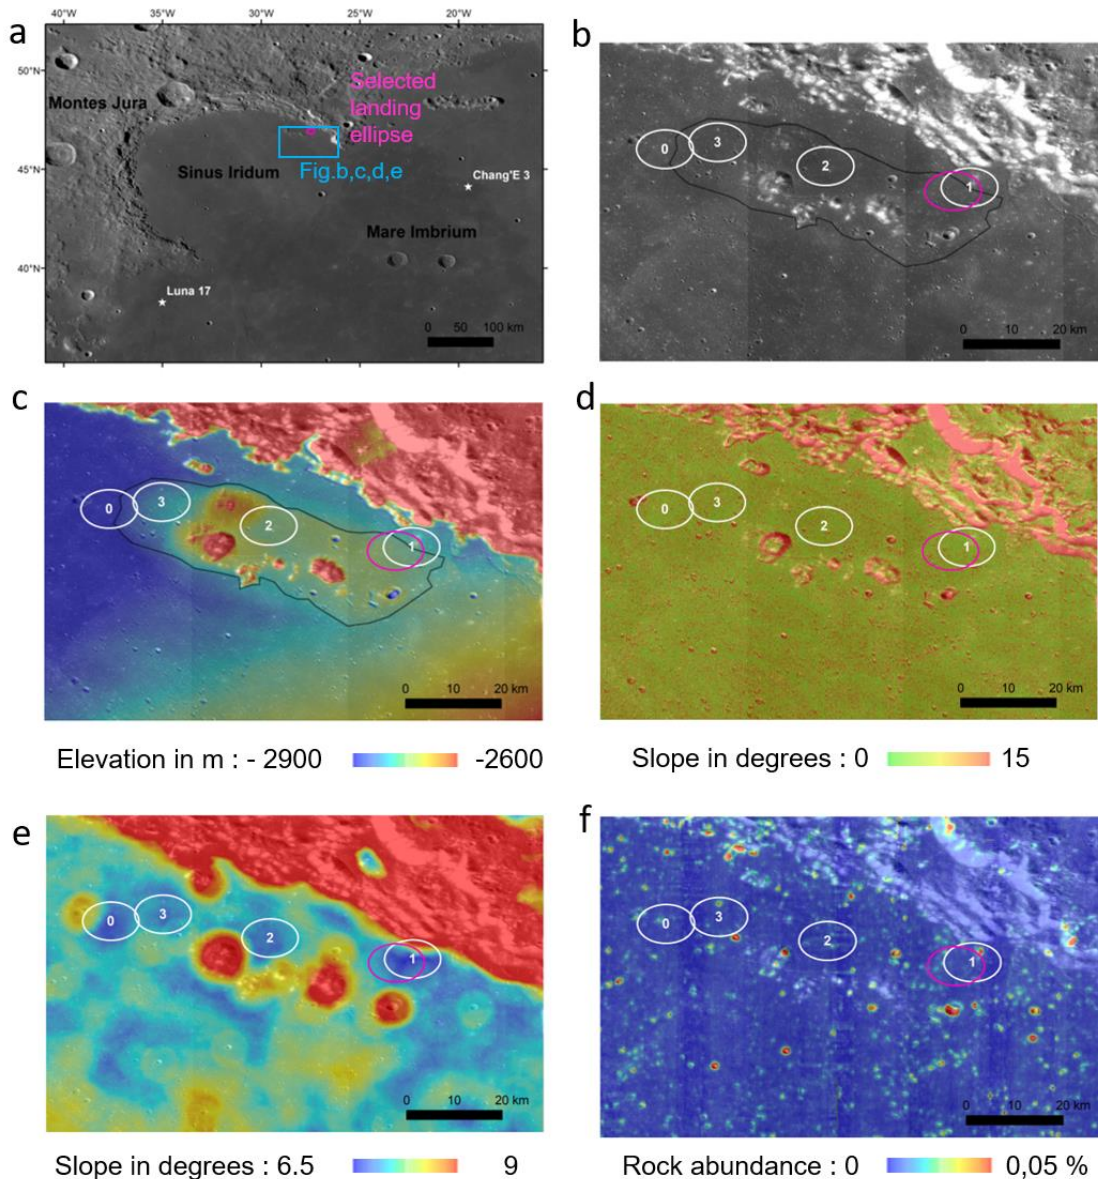 a
40°W 35°W 30°W 25°W 20°W
50°N
45°N
40°N
Montes Jura
Selected
landing
ellipse
Sinus Iridum
Fig.b,c,d,e
Chang'E 3
Mare Imbrium
Luna 17
0 50 100 km
b
0
3
2
1
0 10 20 km
c
0
3
2
1
0 10 20 km
Elevation in m : - 2900 -2600
d
0
3
2
1
0 10 20 km
Slope in degrees : 0 15
e
0
3
2
1
0 10 20 km
Slope in degrees : 6.5 9
f
0
3
2
1
0 10 20 km
Rock abundance : 0 0,05 %